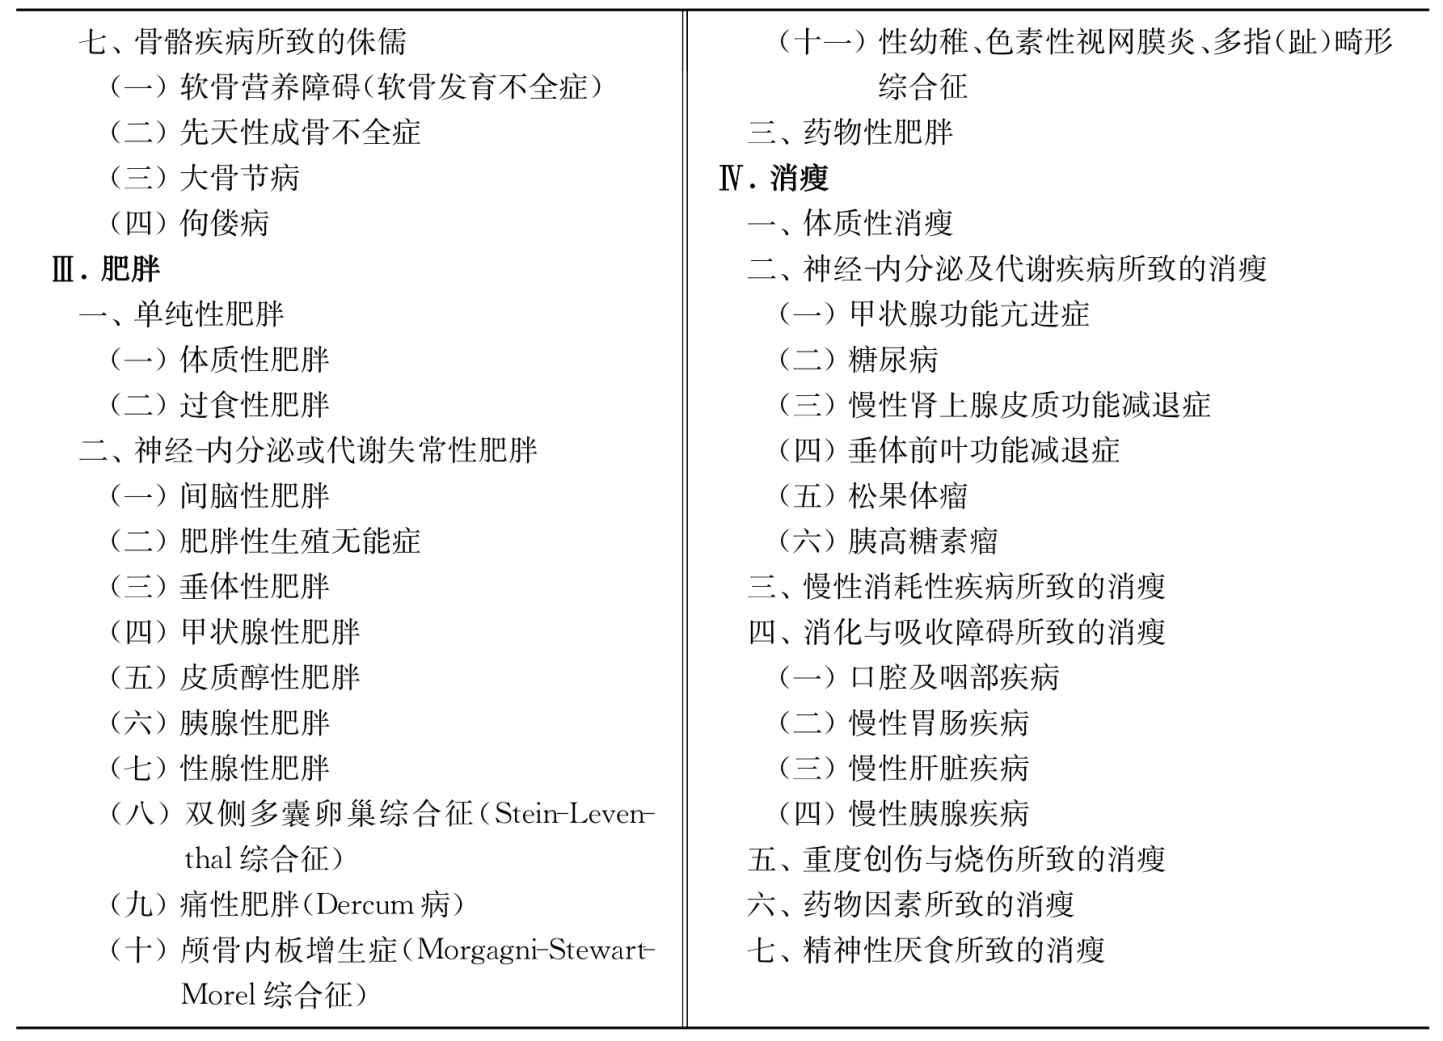 七、骨骼疾病所致的侏儒
（一）软骨营养障碍（软骨发育不全症）
（二）先天性成骨不全症
（三）大骨节病
（四）佝偻病
Ⅲ. 肥胖
一、单纯性肥胖
（一）体质性肥胖
（二）过食性肥胖
二、神经-内分泌或代谢失常性肥胖
（一）间脑性肥胖
（二）肥胖性生殖无能症
（三）垂体性肥胖
（四）甲状腺性肥胖
（五）皮质醇性肥胖
（六）胰腺性肥胖
（七）性腺性肥胖
（八）双侧多囊卵巢综合征（Stein-Leven-
thal 综合征）
（九）痛性肥胖（Dercum 病）
（十）颅骨内板增生症（Morgagni-Stewart-
Morel 综合征）
（十一）性幼稚、色素性视网膜炎、多指（趾）畸形
综合征
三、药物性肥胖
Ⅳ. 消瘦
一、体质性消瘦
二、神经-内分泌及代谢疾病所致的消瘦
（一）甲状腺功能亢进症
（二）糖尿病
（三）慢性肾上腺皮质功能减退症
（四）垂体前叶功能减退症
（五）松果体瘤
（六）胰高糖素瘤
三、慢性消耗性疾病所致的消瘦
四、消化与吸收障碍所致的消瘦
（一）口腔及咽部疾病
（二）慢性胃肠疾病
（三）慢性肝脏疾病
（四）慢性胰腺疾病
五、重度创伤与烧伤所致的消瘦
六、药物因素所致的消瘦
七、精神性厌食所致的消瘦